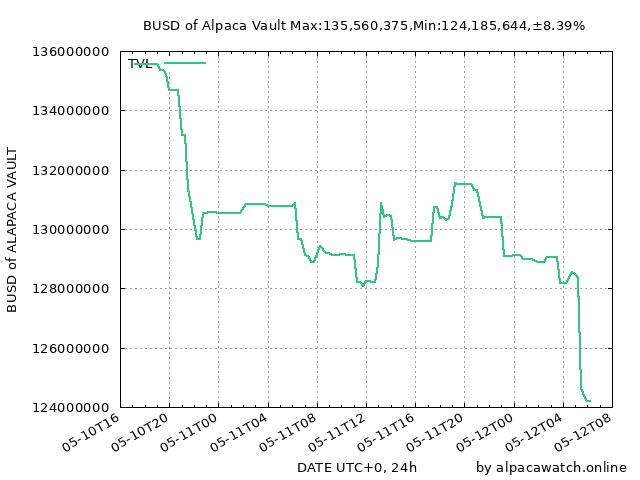 BUSD of Alpaca Vault Max:135,560,375,Min:124,185,644,±8.39%
136000000
TVL
134000000
132000000
130000000
128000000
126000000
124000000
BUSD of ALAPACA VAULT
05-10T16
05-10T20
05-11T00
05-11T04
05-11T08
05-11T12
05-11T16
05-11T20
05-12T00
05-12T04
05-12T08
DATE UTC+0, 24h
by alpacawatch.online